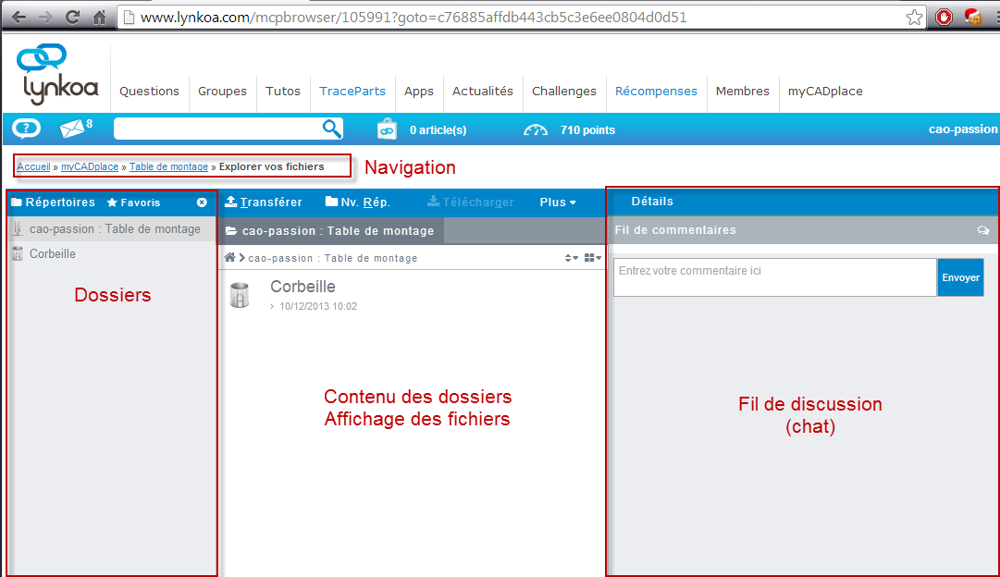 www.lynkoa.com/mcpbrowser/105991?goto=c76885affdb443cb5c3e6ee0804d0d51
lynkoa
Questions Groupes Tutos TraceParts Apps Actualités Challenges Récompenses Membres myCADplace
? 8 0 article(s) 710 points cao-passion
Accueil » myCADplace » Table de montage » Explorer vos fichiers
Navigation
Répertoires Favoris
Transférer Nv. Rép. Télécharger Plus
Détails
cao-passion : Table de montage
cao-passion : Table de montage
Fil de commentaires
Corbeille
cao-passion : Table de montage
Entrez votre commentaire ici
Envoyer
Corbeille
10/12/2013 10:02
Dossiers
Contenu des dossiers
Affichage des fichiers
Fil de discussion
(chat)